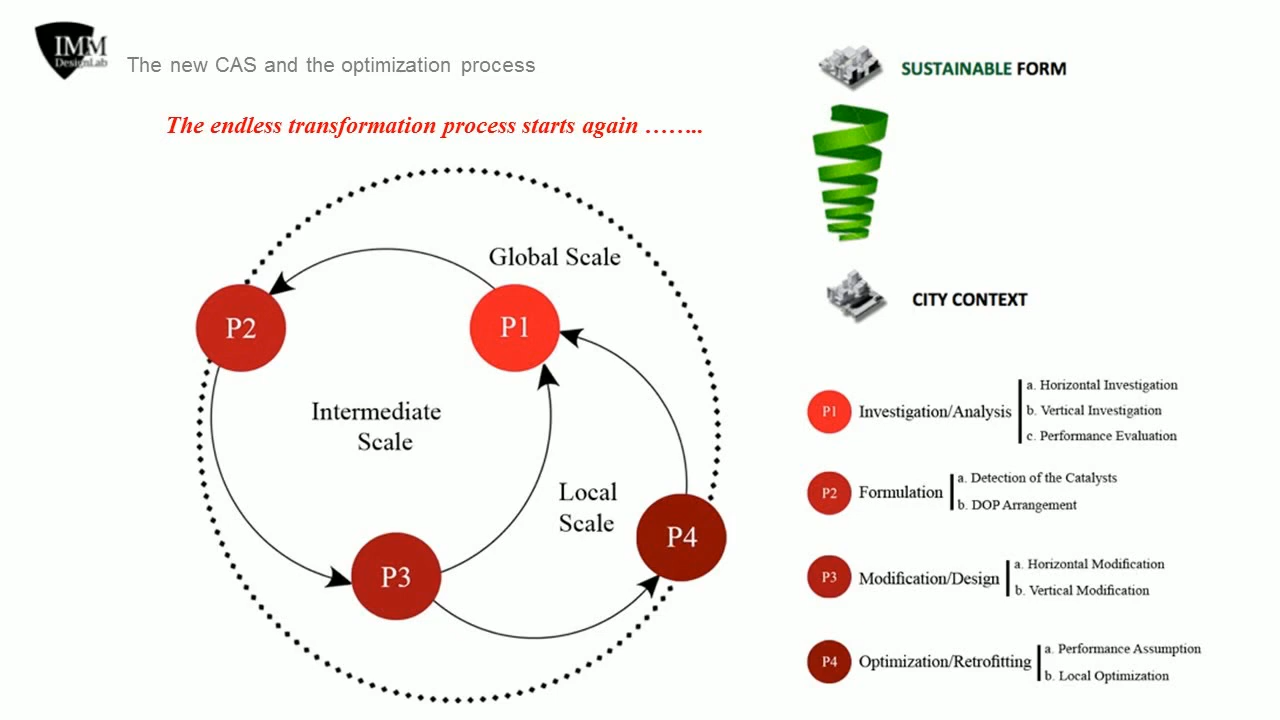 IMM
DesignLab
The new CAS and the optimization process
The endless transformation process starts again ……..
SUSTAINABLE FORM
CITY CONTEXT
Global Scale
P2
P1
Intermediate
Scale
Local
Scale
P3
P4
P1 Investigation/Analysis
a. Horizontal Investigation
b. Vertical Investigation
c. Performance Evaluation
P2 Formulation
a. Detection of the Catalysts
b. DOP Arrangement
P3 Modification/Design
a. Horizontal Modification
b. Vertical Modification
P4 Optimization/Retrofitting
a. Performance Assumption
b. Local Optimization